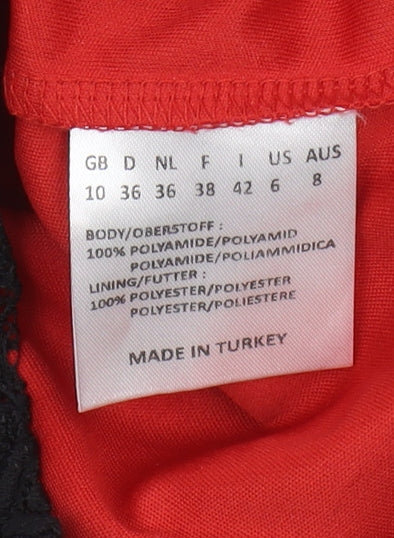 GB D NL F I US AUS
10 36 36 38 42 6 8
BODY/OBERSTOFF :
100% POLYAMIDE/POLYAMID
POLYAMIDE/POLIAMMIDICA
LINING/FUTTER :
100% POLYESTER/POLYESTER
POLYESTER/POLIESTERE
MADE IN TURKEY